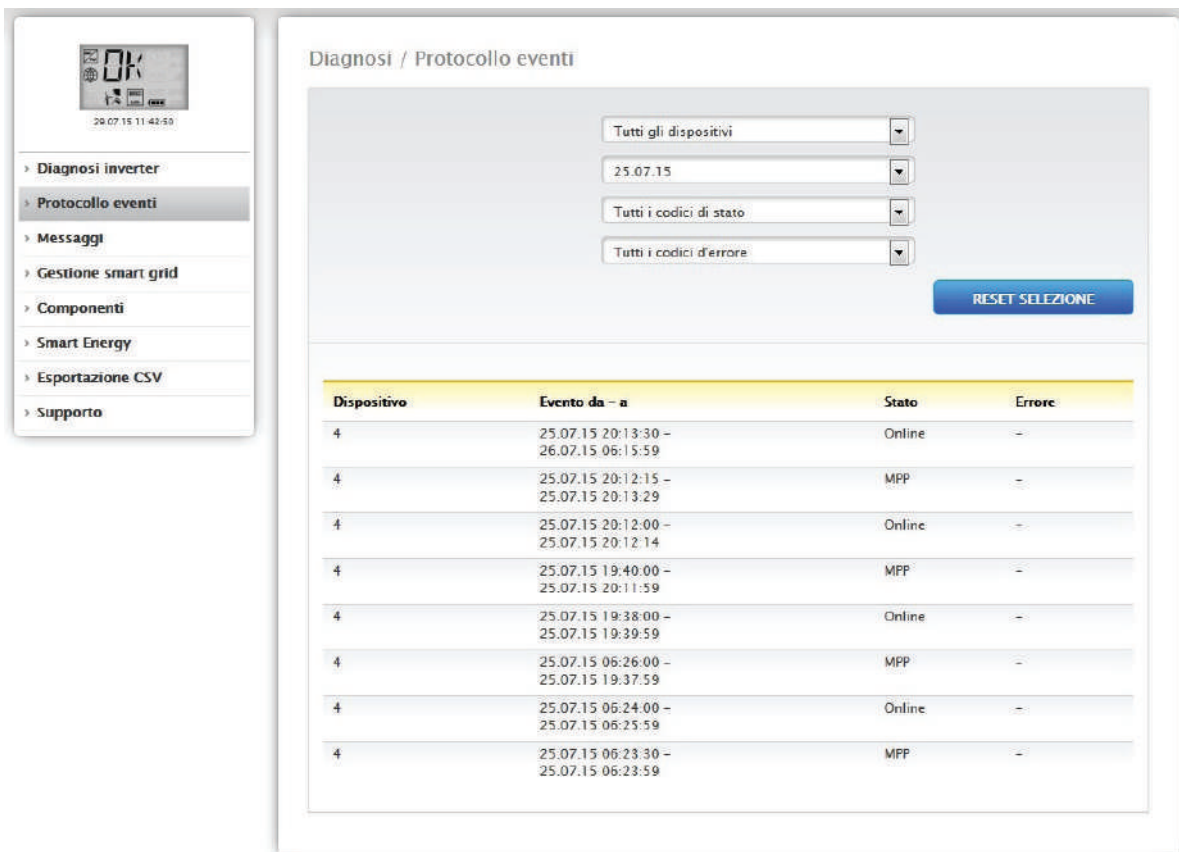 OK
29.07.15 11:42:50
Diagnosi inverter
Protocollo eventi
Messaggi
Gestione smart grid
Componenti
Smart Energy
Esportazione CSV
Supporto
Diagnosi / Protocollo eventi
Tutti gli dispositivi
25.07.15
Tutti i codici di stato
Tutti i codici d'errore
RESET SELEZIONE
Dispositivo Evento da – a Stato Errore
4 25.07.15 20:13:30 – Online –
26.07.15 06:15:59
4 25.07.15 20:12:15 – MPP –
25.07.15 20:13:29
4 25.07.15 20:12:00 – Online –
25.07.15 20:12:14
4 25.07.15 19:40:00 – MPP –
25.07.15 20:11:59
4 25.07.15 19:38:00 – Online –
25.07.15 19:39:59
4 25.07.15 06:26:00 – MPP –
25.07.15 19:37:59
4 25.07.15 06:24:00 – Online –
25.07.15 06:25:59
4 25.07.15 06:23:30 – MPP –
25.07.15 06:23:59